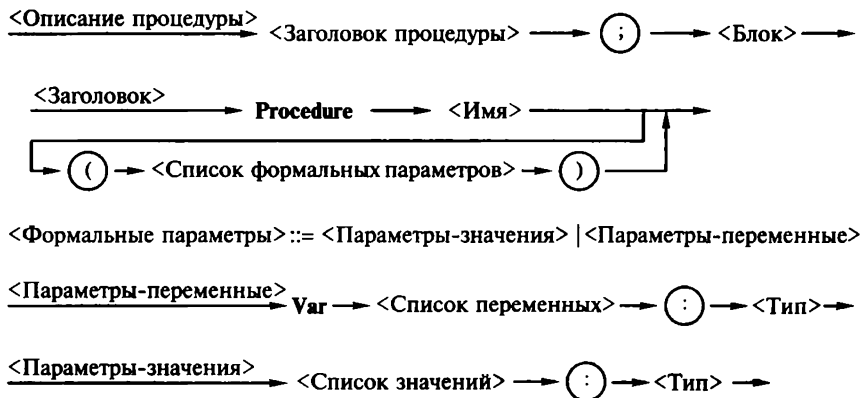 <Описание процедуры> <Заголовок процедуры> ; <Блок>
<Заголовок> Procedure <Имя>
( <Список формальных параметров> )
<Формальные параметры>::= <Параметры-значения> |<Параметры-переменные>
<Параметры-переменные> Var <Список переменных> : <Тип>
<Параметры-значения> <Список значений> : <Тип>